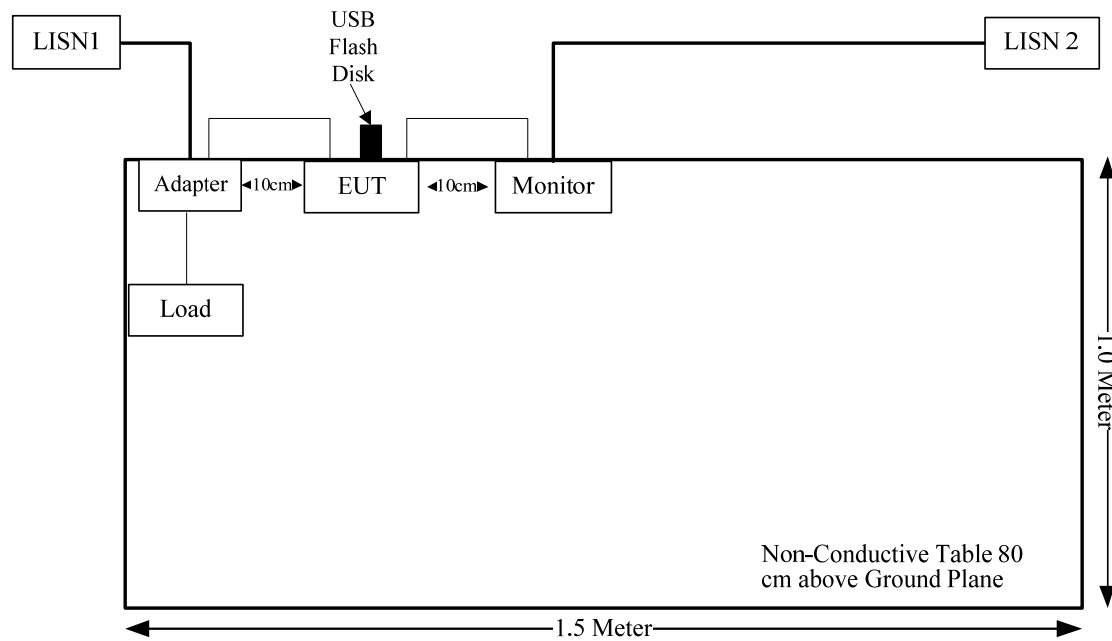 USB
Flash
Disk
LISN1
LISN 2
Adapter
10cm
EUT
10cm
Monitor
Load
1.0 Meter
Non-Conductive Table 80
cm above Ground Plane
1.5 Meter